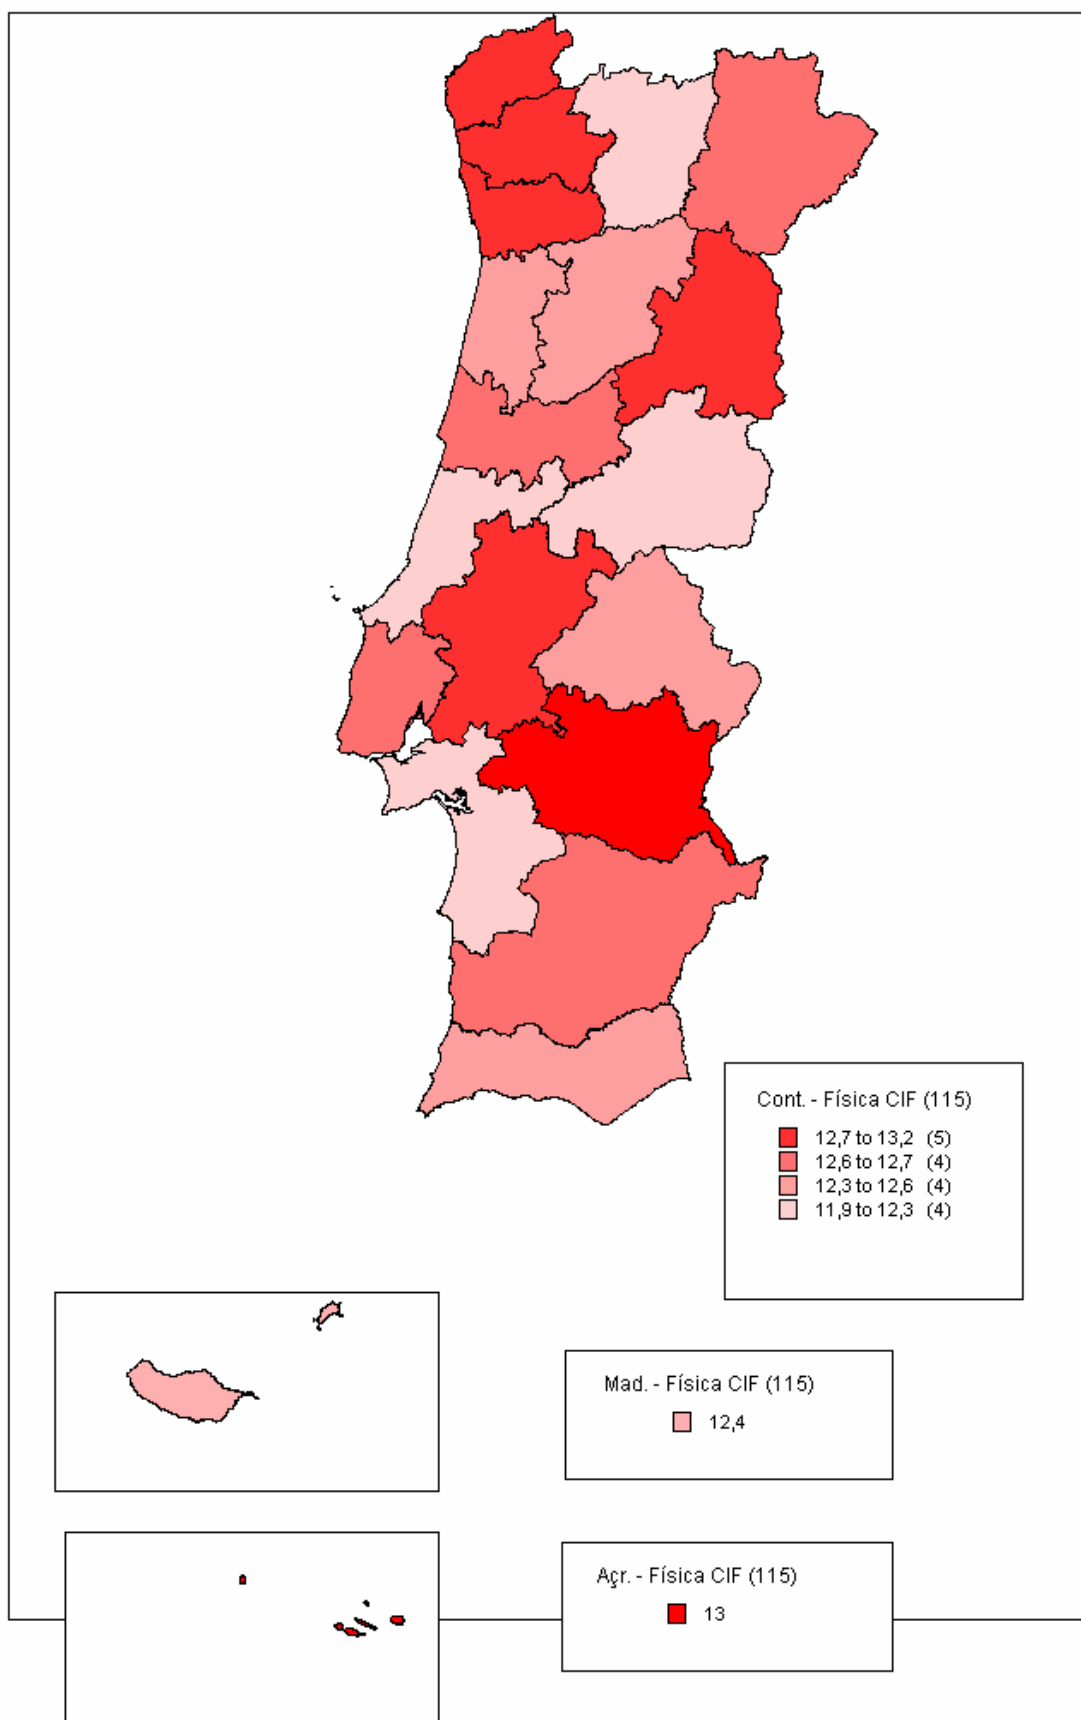 Cont. - Física CIF (115)
12,7 to 13,2 (5)
12,6 to 12,7 (4)
12,3 to 12,6 (4)
11,9 to 12,3 (4)
Mad. - Física CIF (115)
12,4
Açr. - Física CIF (115)
13